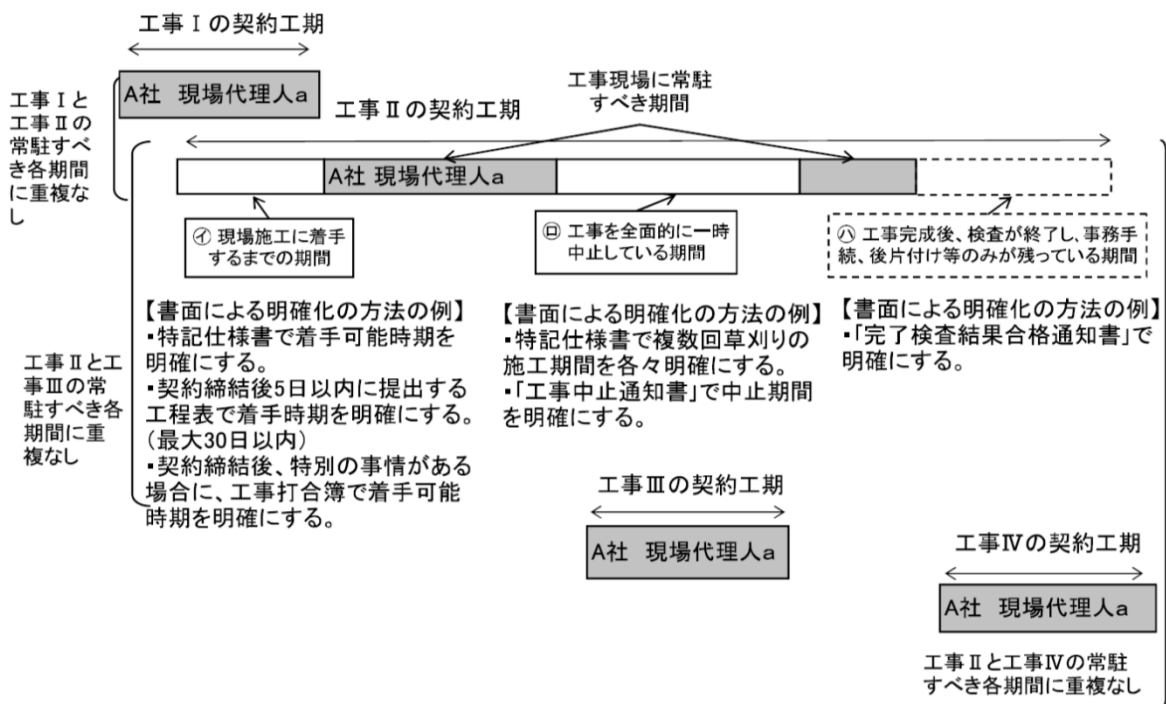 工事Ⅰの契約工期
A社 現場代理人a
工事Ⅰと
工事Ⅱの
常駐すべ
き各期間
に重複な
し
工事現場に常駐
すべき期間
工事Ⅱの契約工期
A社 現場代理人a
㋑ 現場施工に着手
するまでの期間
㋺ 工事を全面的に一時
中止している期間
㋩ 工事完成後、検査が終了し、事務手
続、後片付け等のみが残っている期間
【書面による明確化の方法の例】
・特記仕様書で着手可能時期を
明確にする。
・契約締結後5日以内に提出する
工程表で着手時期を明確にする。
（最大30日以内）
・契約締結後、特別の事情がある
場合に、工事打合簿で着手可能
時期を明確にする。
【書面による明確化の方法の例】
・特記仕様書で複数回草刈りの
施工期間を各々明確にする。
・「工事中止通知書」で中止期間
を明確にする。
【書面による明確化の方法の例】
・「完了検査結果合格通知書」で
明確にする。
工事Ⅱと工
事Ⅲの常
駐すべき各
期間に重
複なし
工事Ⅲの契約工期
A社 現場代理人a
工事Ⅳの契約工期
A社 現場代理人a
工事Ⅱと工事Ⅳの常駐
すべき各期間に重複なし